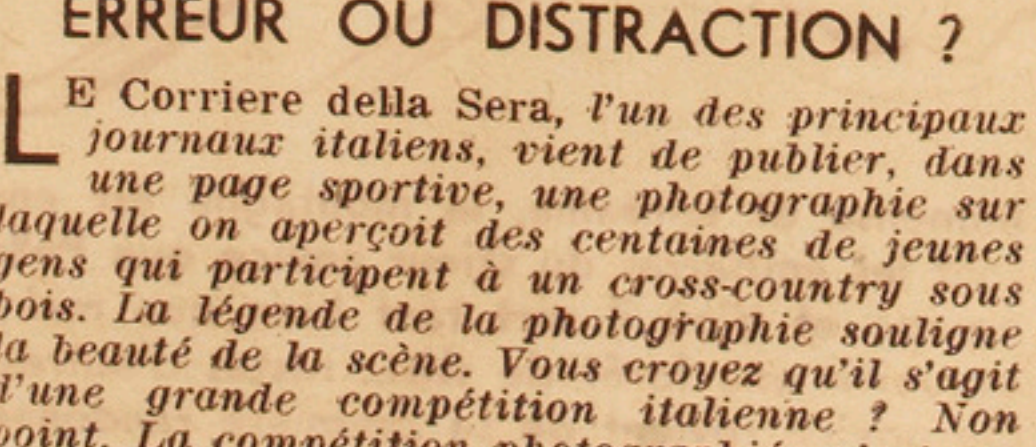 ERREUR OU DISTRACTION ?
LE Corriere della Sera, l'un des principaux
journaux italiens, vient de publier, dans
une page sportive, une photographie sur
laquelle on aperçoit des centaines de jeunes
gens qui participent à un cross-country sous
bois. La légende de la photographie souligne
la beauté de la scène. Vous croyez qu'il s'agit
d'une grande compétition italienne ? Non
point. La compétition